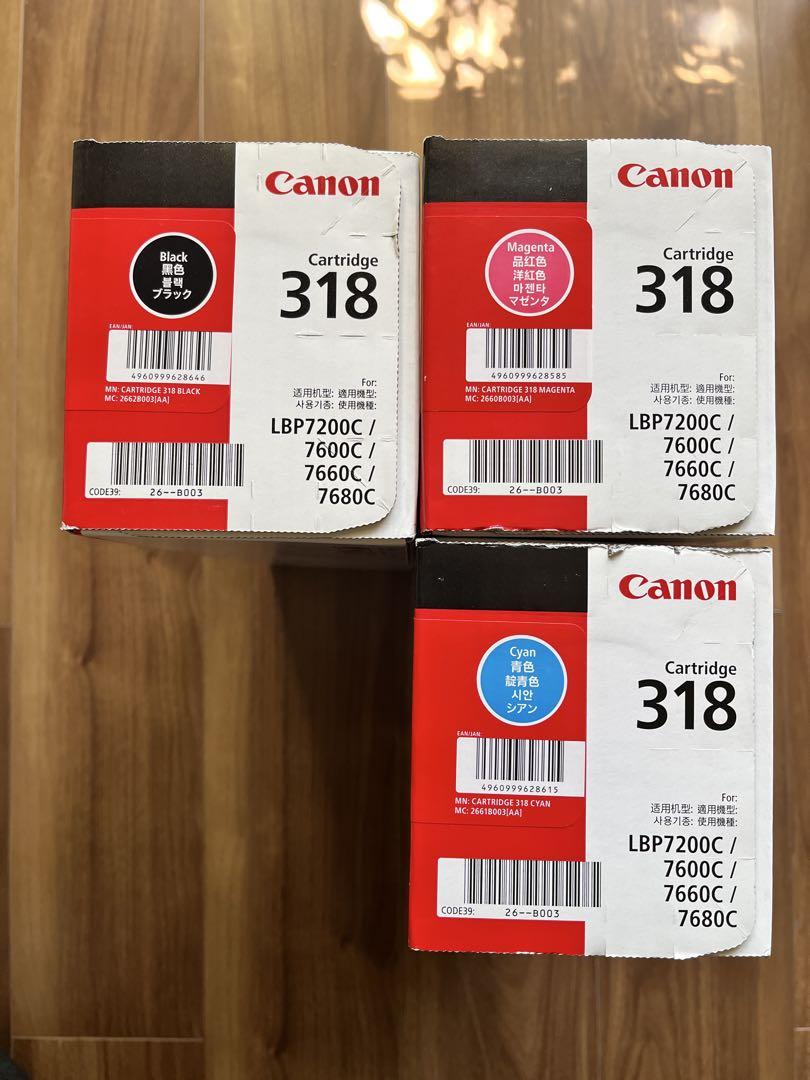 Canon
Cartridge
318
Black
黑色
블랙
ブラック
EAN/JAN:
4960999628646
MN: CARTRIDGE 318 BLACK
MC: 2662B003[AA]
For:
适用机型: 適用機型:
사용기종: 使用機種:
LBP7200C /
7600C /
7660C /
7680C
CODE39:
26--B003
Canon
Cartridge
318
Magenta
品红色
洋紅色
마젠타
マゼンタ
EAN/JAN:
4960999628585
MN: CARTRIDGE 318 MAGENTA
MC: 2660B003[AA]
For:
适用机型: 適用機型:
사용기종: 使用機種:
LBP7200C /
7600C /
7660C /
7680C
CODE39:
26--B003
Canon
Cartridge
318
Cyan
青色
靛青色
시안
シアン
EAN/JAN:
4960999628615
MN: CARTRIDGE 318 CYAN
MC: 2661B003[AA]
For:
适用机型: 適用機型:
사용기종: 使用機種:
LBP7200C /
7600C /
7660C /
7680C
CODE39:
26--B003